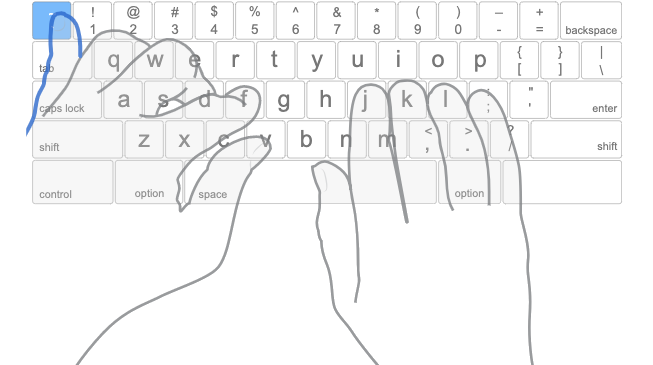 ~ ! @ # $ % ^ & * ( ) – +
1 2 3 4 5 6 7 8 9 0 - = backspace
tab q w e r t y u i o p { [ } ] | \
caps lock a s d f g h j k l : ; " ' enter
shift z x c v b n m < , > . ? / shift
control option space option